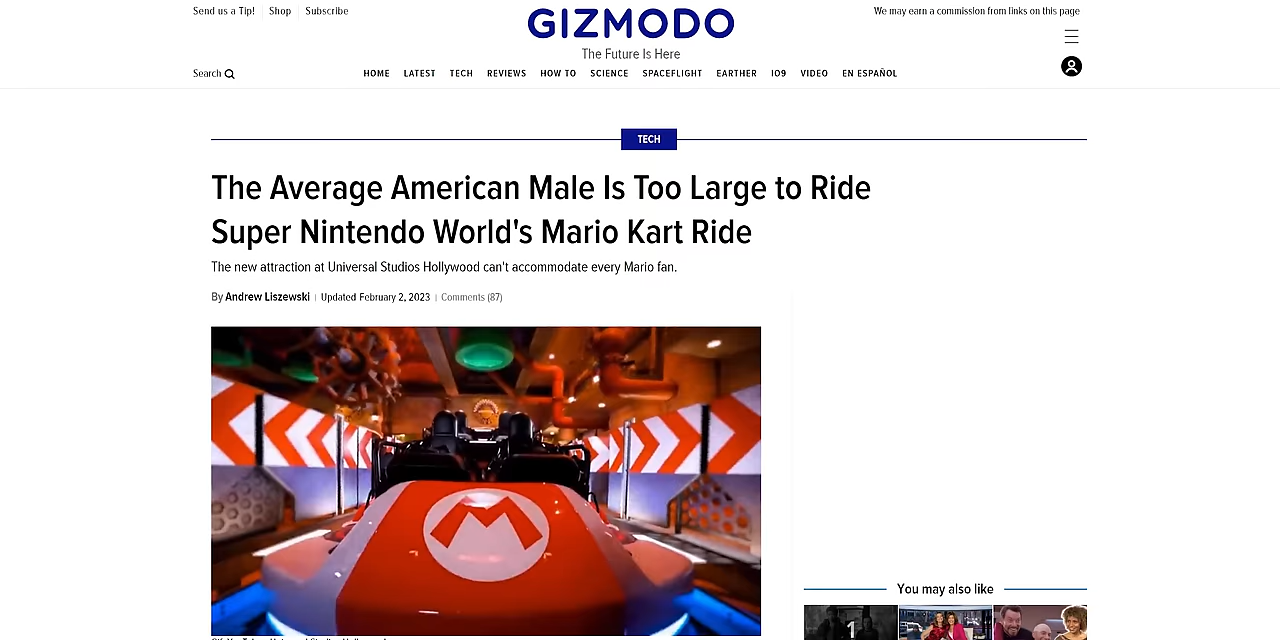 Send us a Tip! Shop Subscribe
GIZMODO
We may earn a commission from links on this page
The Future Is Here
Search
HOME LATEST TECH REVIEWS HOW TO SCIENCE SPACEFLIGHT EARTHER IO9 VIDEO EN ESPAÑOL
TECH
The Average American Male Is Too Large to Ride
Super Nintendo World's Mario Kart Ride
The new attraction at Universal Studios Hollywood can't accommodate every Mario fan.
By Andrew Liszewski | Updated February 2, 2023 | Comments (87)
M
You may also like
1